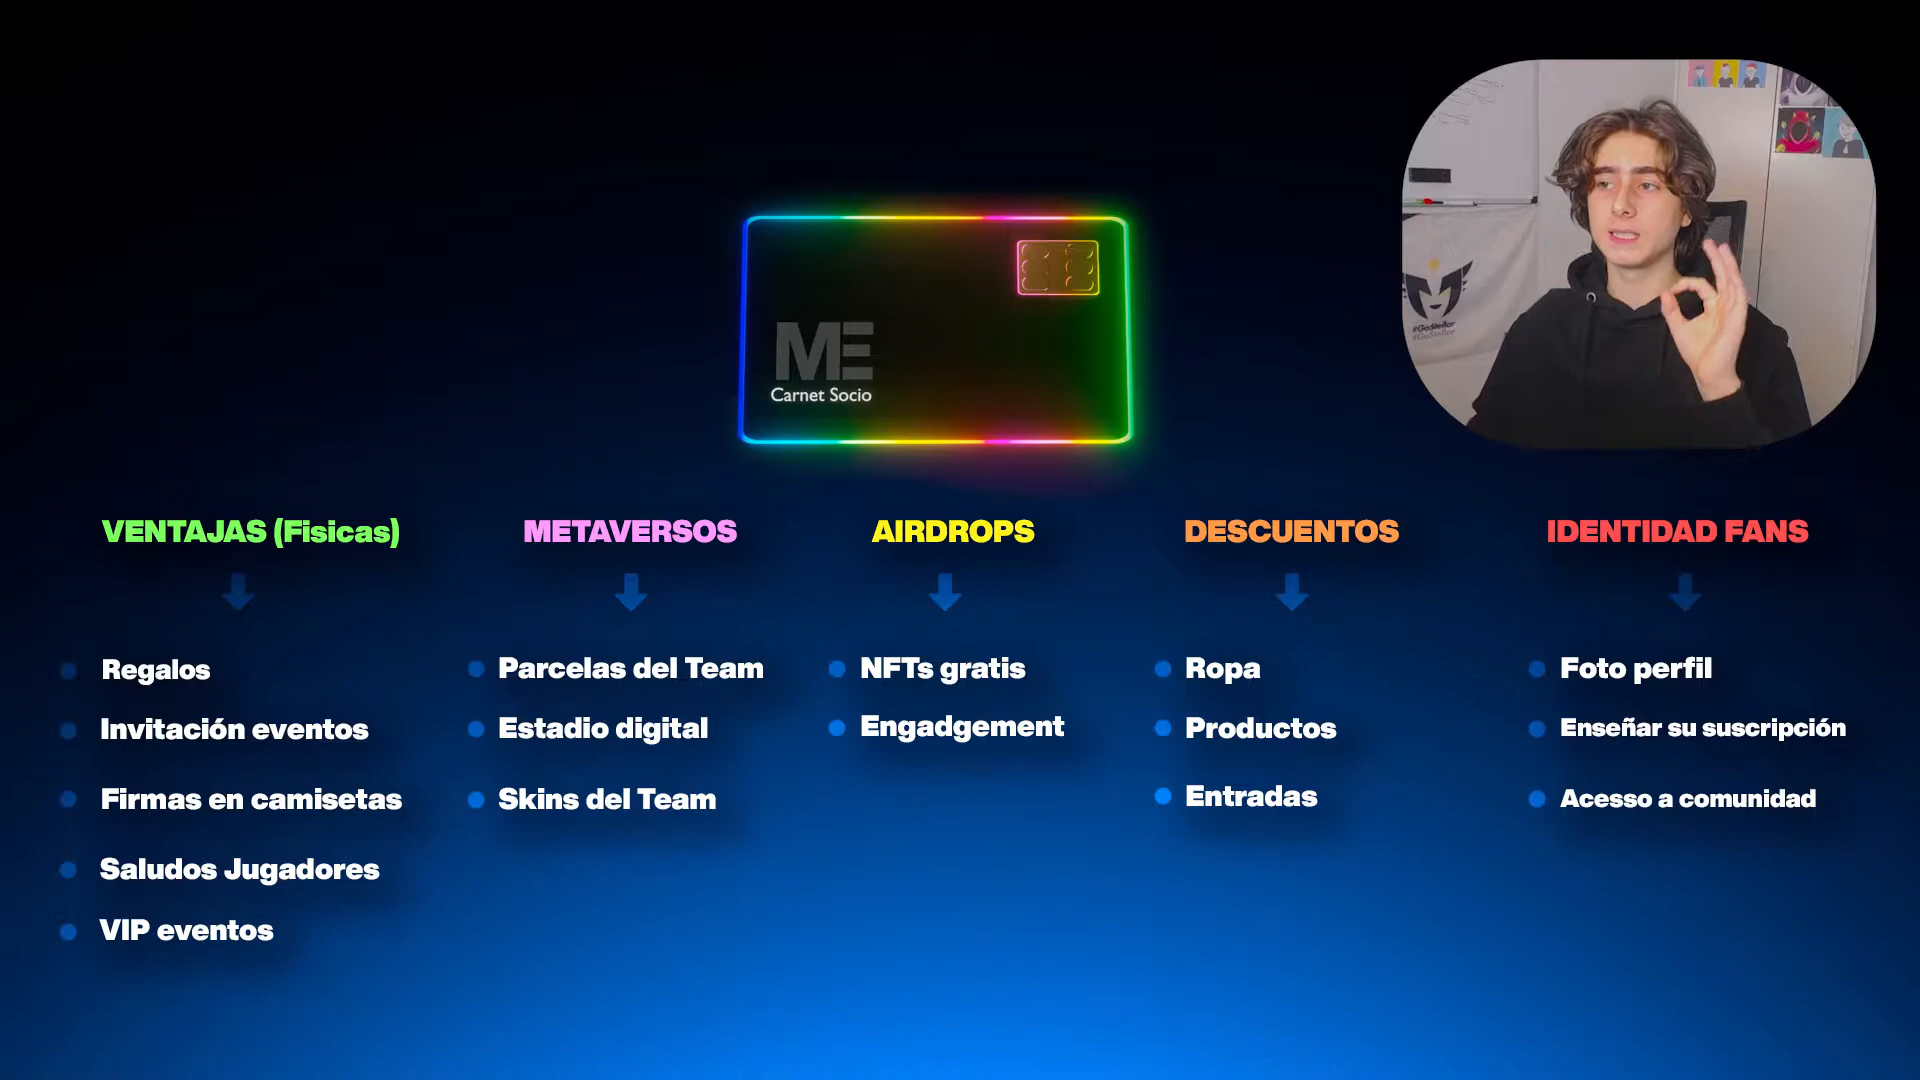 #GoStellar
#GoStellar
ME
Carnet Socio
VENTAJAS (Fisicas)
METAVERSOS
AIRDROPS
DESCUENTOS
IDENTIDAD FANS
Regalos
Invitación eventos
Firmas en camisetas
Saludos Jugadores
VIP eventos
Parcelas del Team
Estadio digital
Skins del Team
NFTs gratis
Engadgement
Ropa
Productos
Entradas
Foto perfil
Enseñar su suscripción
Acesso a comunidad